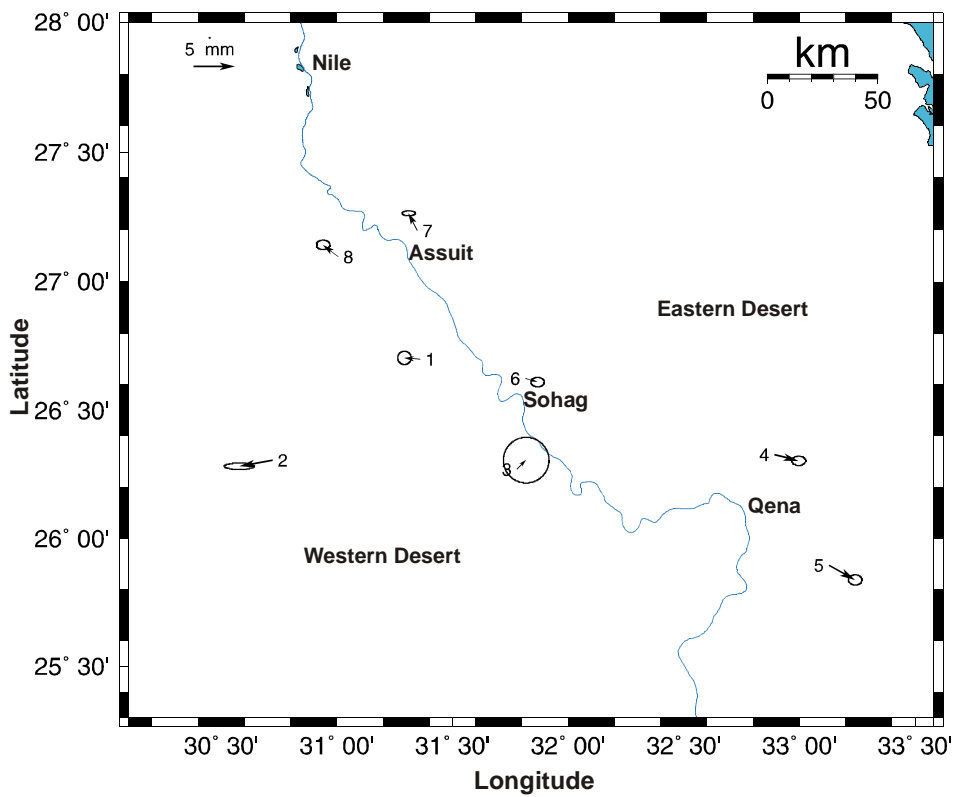 28° 00'
5 mm
Nile
km
0 50
27° 30'
7
Assuit
8
27° 00'
Eastern Desert
1
6
Sohag
26° 30'
2
3
4
Qena
26° 00'
Western Desert
5
25° 30'
Latitude
30° 30' 31° 00' 31° 30' 32° 00' 32° 30' 33° 00' 33° 30'
Longitude